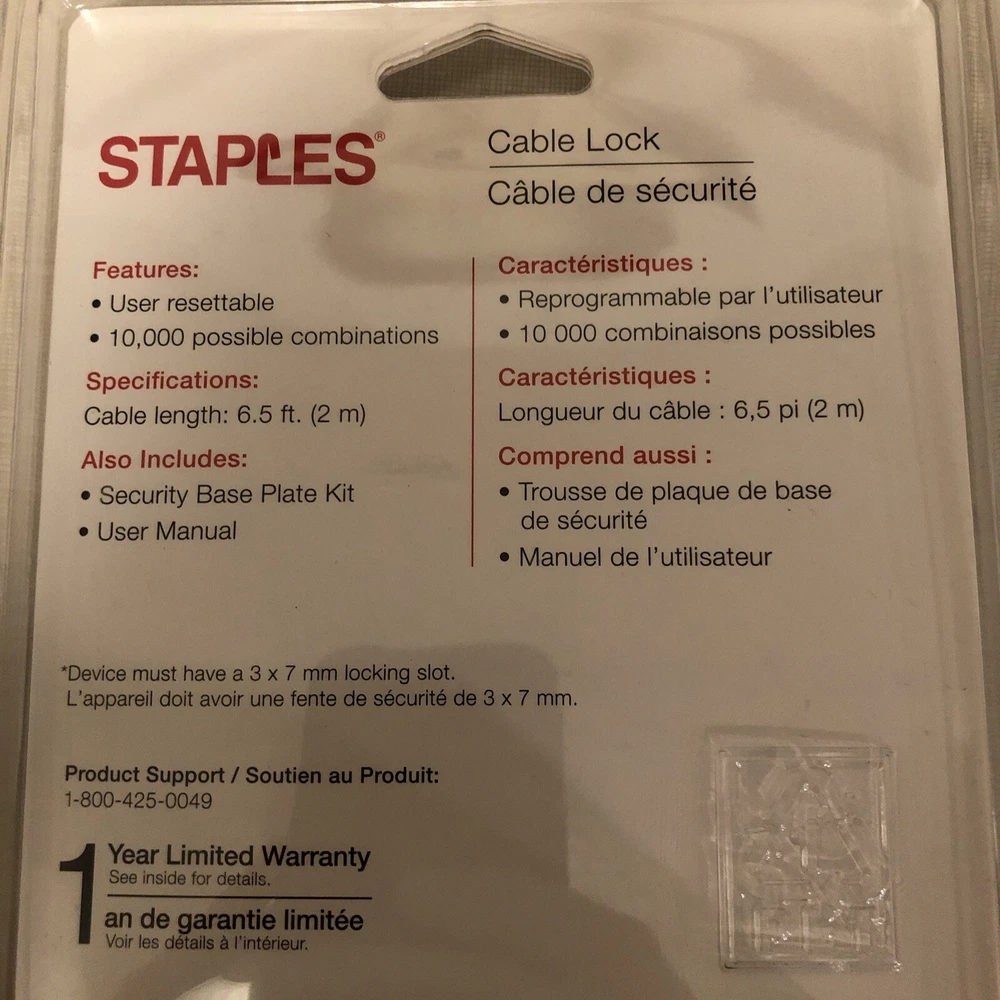 STAPLES®
Cable Lock
Câble de sécurité
Features:
• User resettable
• 10,000 possible combinations
Specifications:
Cable length: 6.5 ft. (2 m)
Also Includes:
• Security Base Plate Kit
• User Manual
Caractéristiques :
• Reprogrammable par l'utilisateur
• 10 000 combinaisons possibles
Caractéristiques :
Longueur du câble : 6,5 pi (2 m)
Comprend aussi :
• Trousse de plaque de base
de sécurité
• Manuel de l'utilisateur
*Device must have a 3 x 7 mm locking slot.
L'appareil doit avoir une fente de sécurité de 3 x 7 mm.
Product Support / Soutien au Produit:
1-800-425-0049
1 Year Limited Warranty
See inside for details.
an de garantie limitée
Voir les détails à l'intérieur.